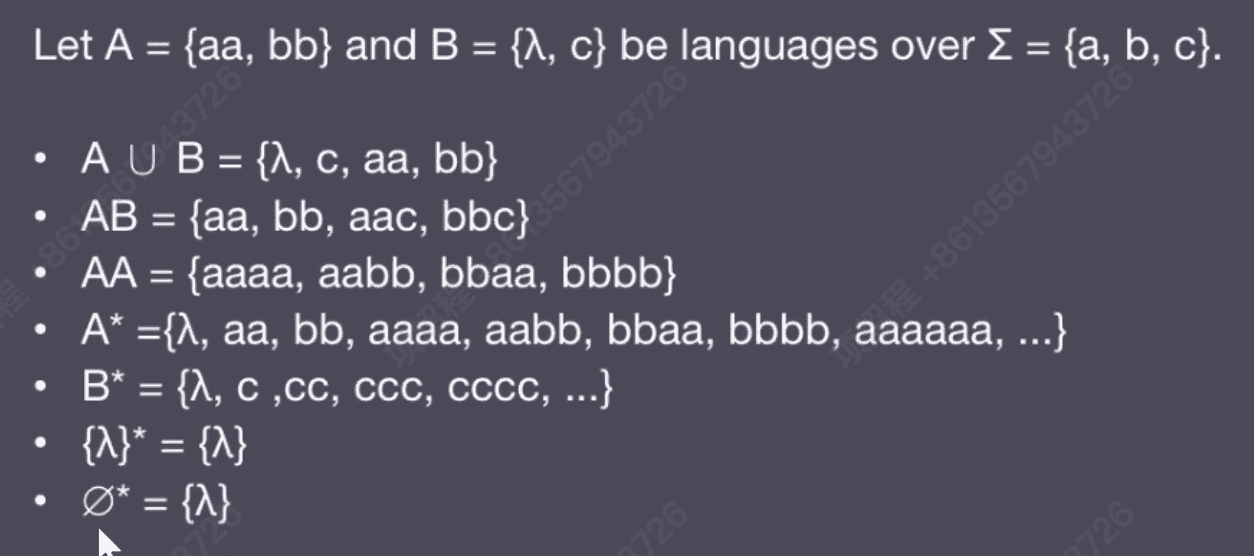 Let A = {aa, bb} and B = {λ, c} be languages over Σ = {a, b, c}.
• A ∪ B = {λ, c, aa, bb}
• AB = {aa, bb, aac, bbc}
• AA = {aaaa, aabb, bbaa, bbbb}
• A* ={λ, aa, bb, aaaa, aabb, bbaa, bbbb, aaaaaa, ...}
• B* = {λ, c ,cc, ccc, cccc, ...}
• {λ}* = {λ}
• ∅* = {λ}